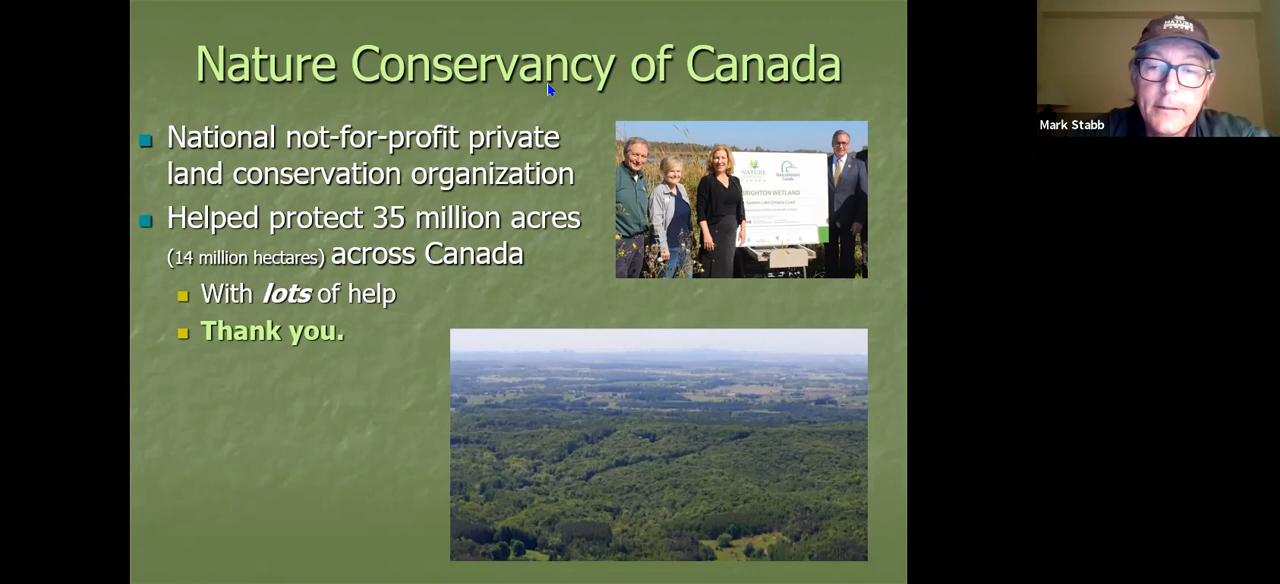 Nature Conservancy of Canada
National not-for-profit private
land conservation organization
Helped protect 35 million acres
(14 million hectares) across Canada
With lots of help
Thank you.
NATURE
BRIGHTON WETLAND
NATURE
Mark Stabb